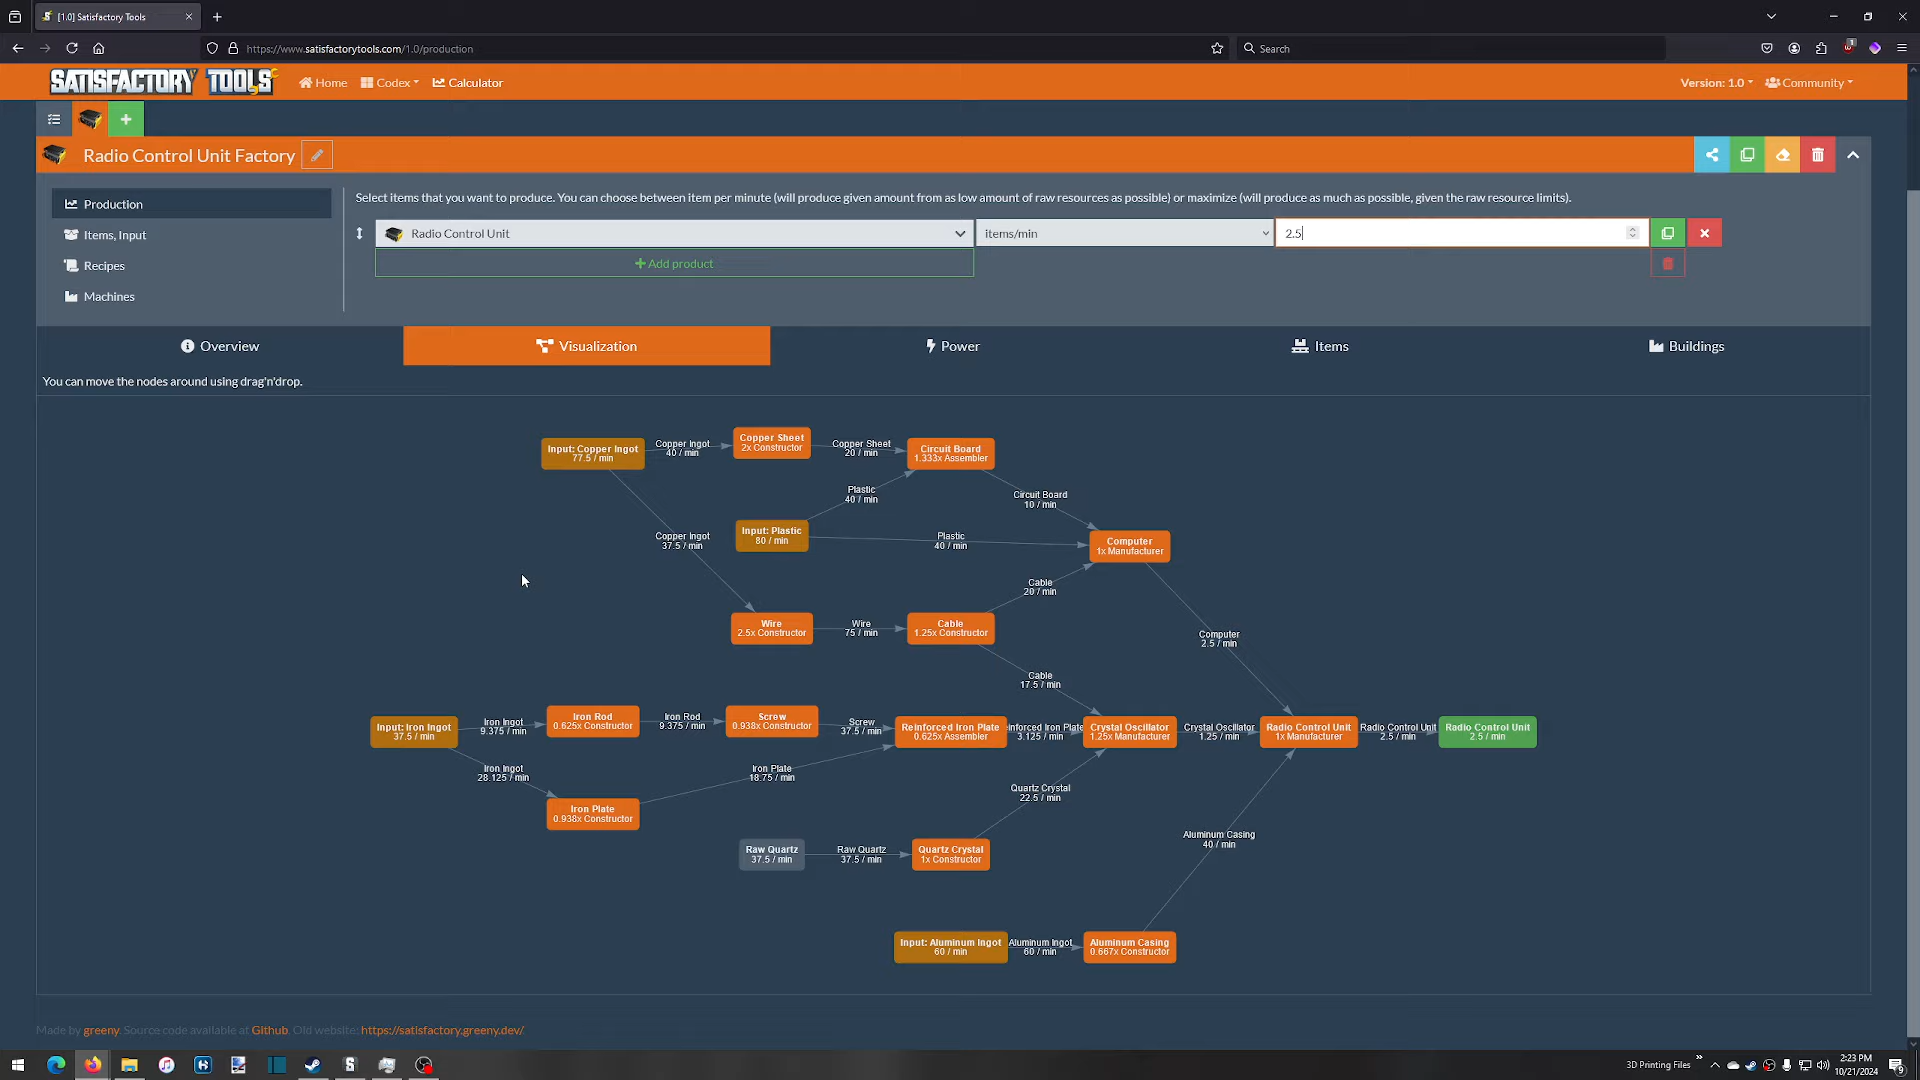 [1.0] Satisfactory Tools
https://www.satisfactorytools.com/1.0/production
Search
SATISFACTORY TOOLS
Home
Codex
Calculator
Version: 1.0
Community
Radio Control Unit Factory
Production
Items, Input
Recipes
Machines
Select items that you want to produce. You can choose between item per minute (will produce given amount from as low amount of raw resources as possible) or maximize (will produce as much as possible, given the raw resource limits).
Radio Control Unit
items/min
2.5
Add product
Overview
Visualization
Power
Items
Buildings
You can move the nodes around using drag'n'drop.
Input: Copper Ingot
77.5 / min
Copper Ingot
40 / min
Copper Sheet
2x Constructor
Copper Sheet
20 / min
Circuit Board
1.333x Assembler
Plastic
40 / min
Circuit Board
10 / min
Copper Ingot
37.5 / min
Input: Plastic
80 / min
Plastic
40 / min
Computer
1x Manufacturer
Cable
20 / min
Wire
2.5x Constructor
Wire
75 / min
Cable
1.25x Constructor
Computer
2.5 / min
Cable
17.5 / min
Input: Iron Ingot
37.5 / min
Iron Ingot
9.375 / min
Iron Rod
0.625x Constructor
Iron Rod
9.375 / min
Screw
0.938x Constructor
Screw
37.5 / min
Reinforced Iron Plate
0.625x Assembler
inforced Iron Plate
3.125 / min
Crystal Oscillator
1.25x Manufacturer
Crystal Oscillator
1.25 / min
Radio Control Unit
1x Manufacturer
Radio Control Unit
2.5 / min
Radio Control Unit
2.5 / min
Iron Ingot
28.125 / min
Iron Plate
18.75 / min
Iron Plate
0.938x Constructor
Quartz Crystal
22.5 / min
Raw Quartz
37.5 / min
Raw Quartz
37.5 / min
Quartz Crystal
1x Constructor
Aluminum Casing
40 / min
Input: Aluminum Ingot
60 / min
Aluminum Ingot
60 / min
Aluminum Casing
0.667x Constructor
Made by greeny. Source code available at Github. Old website: https://satisfactory.greeny.dev/
3D Printing Files
2:23 PM
10/21/2024